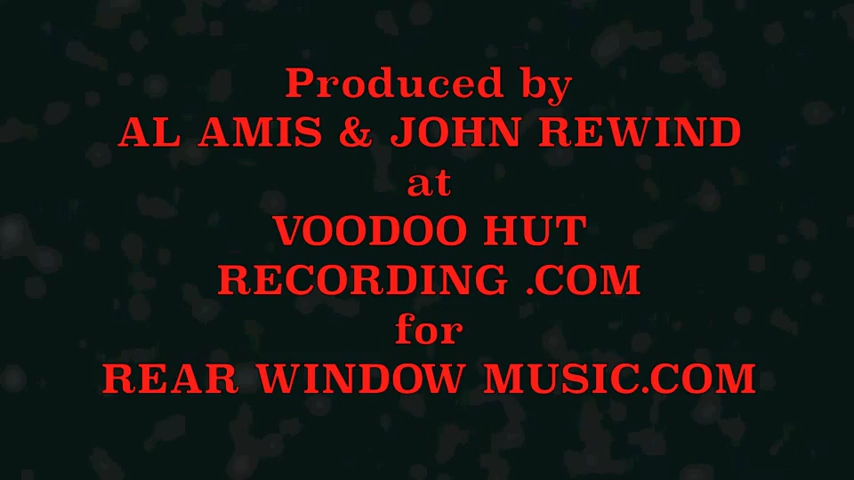 Produced by
AL AMIS & JOHN REWIND
at
VOODOO HUT
RECORDING .COM
for
REAR WINDOW MUSIC.COM